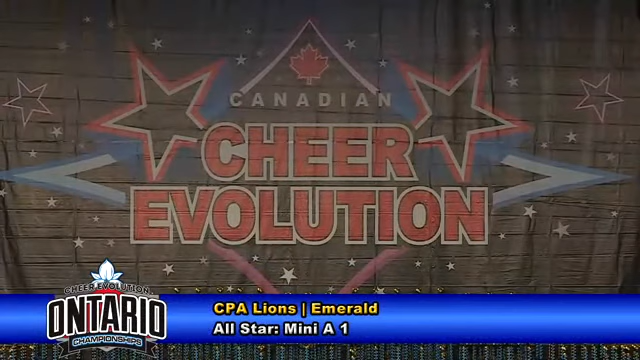 CANADIAN
CHEER
EVOLUTION
CHEER EVOLUTION
ONTARIO
CHAMPIONSHIPS
CPA Lions | Emerald
All Star: Mini A 1